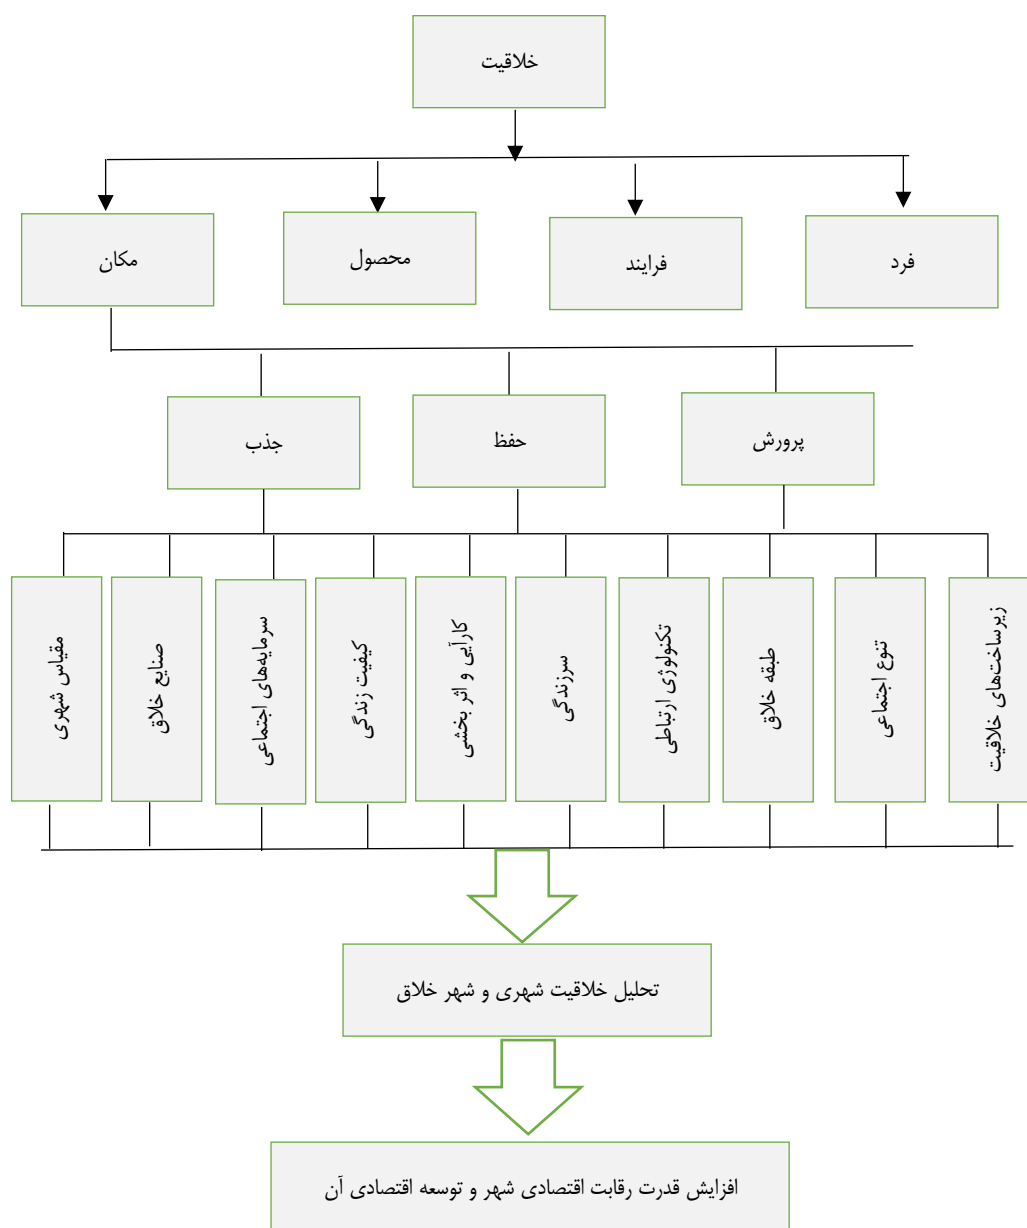 خلاقیت
فرد
فرایند
محصول
مکان
پرورش
حفظ
جذب
زیرساخت‌های خلاقیت
تنوع اجتماعی
طبقه خلاق
تکنولوژی ارتباطی
سرزندگی
کارآیی و اثر بخشی
کیفیت زندگی
سرمایه‌های اجتماعی
صنایع خلاق
مقیاس شهری
تحلیل خلاقیت شهری و شهر خلاق
افزایش قدرت رقابت اقتصادی شهر و توسعه اقتصادی آن